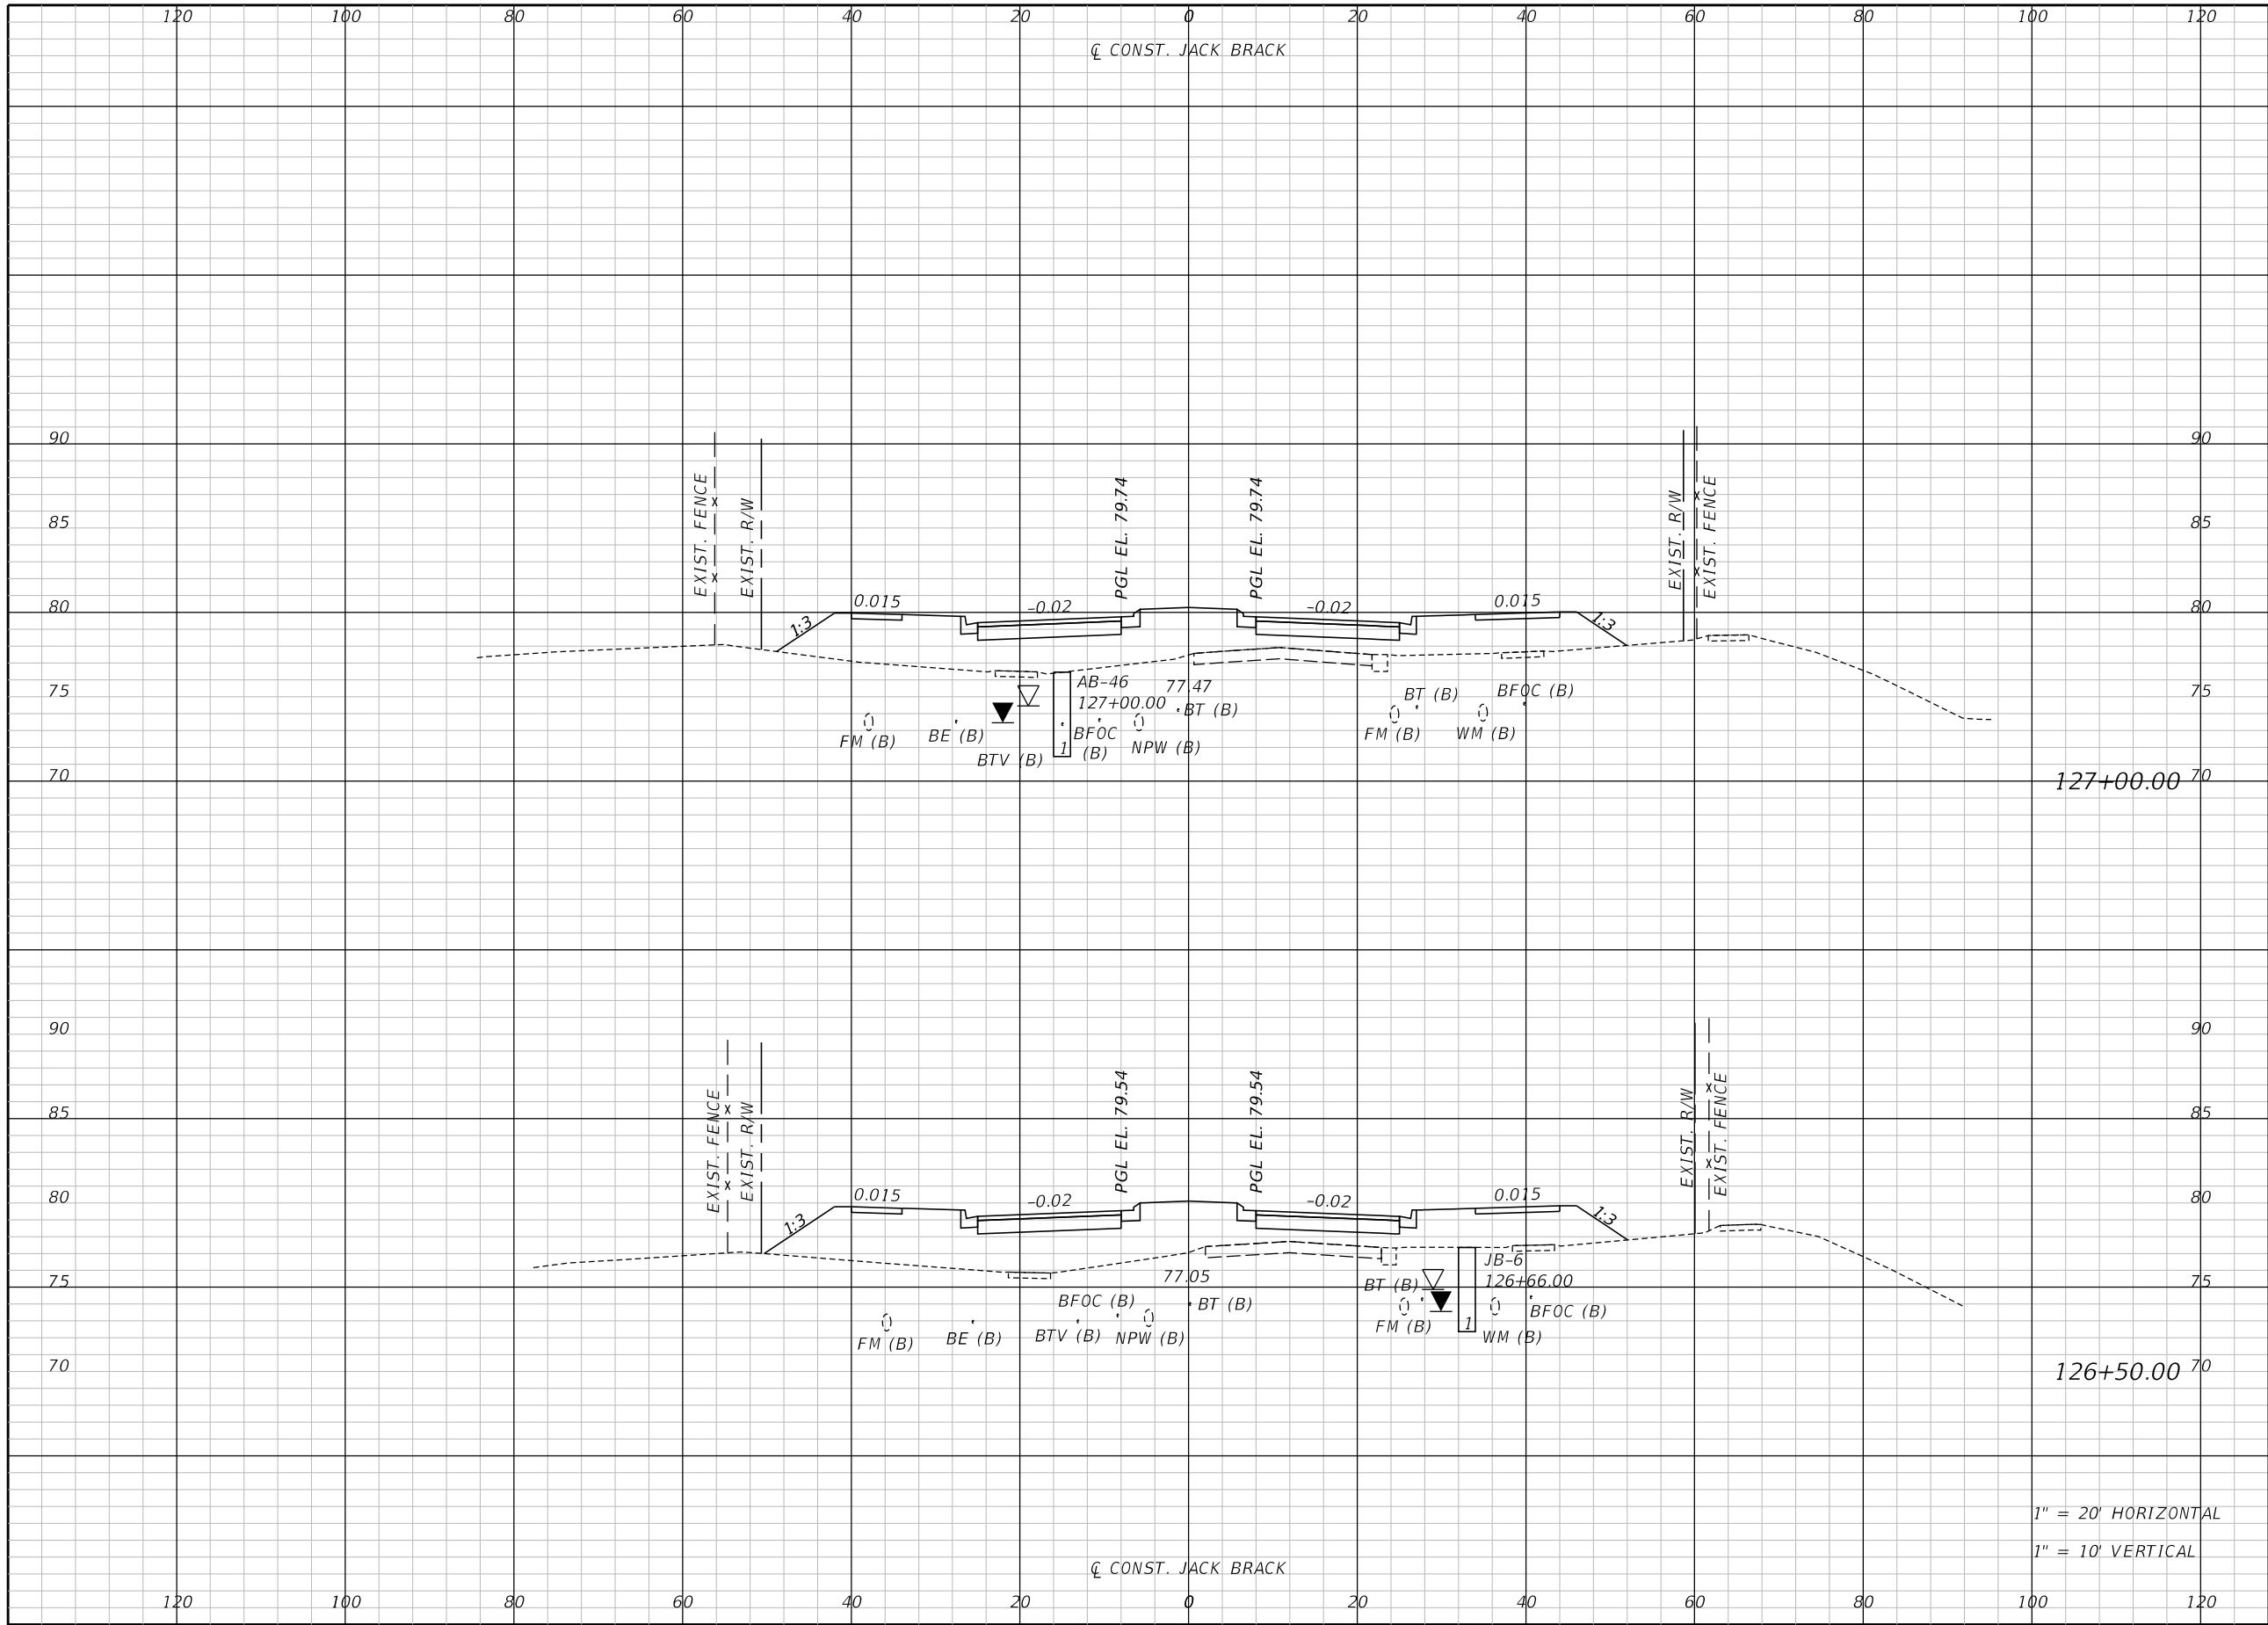 120 100 80 60 40 20 0 20 40 60 80 100 120
℄ CONST. JACK BRACK
90 90
EXIST. FENCE
EXIST. R/W
PGL EL. 79.74
PGL EL. 79.74
EXIST. R/W
EXIST. FENCE
85 85
80 80
1:3
0.015
-0.02
-0.02
0.015
1:3
75 75
AB-46
127+00.00
77.47
BT (B)
BT (B)
BFOC (B)
FM (B)
BE (B)
BTV (B)
1
BFOC
(B)
NPW (B)
FM (B)
WM (B)
70 70
127+00.00
90 90
EXIST. FENCE
EXIST. R/W
PGL EL. 79.54
PGL EL. 79.54
EXIST. R/W
EXIST. FENCE
85 85
80 80
1:3
0.015
-0.02
-0.02
0.015
1:3
75 75
77.05
JB-6
126+66.00
BT (B)
BFOC (B)
BT (B)
BFOC (B)
FM (B)
BE (B)
BTV (B)
NPW (B)
FM (B)
1
WM (B)
70 70
126+50.00
1" = 20' HORIZONTAL
1" = 10' VERTICAL
℄ CONST. JACK BRACK
120 100 80 60 40 20 0 20 40 60 80 100 120